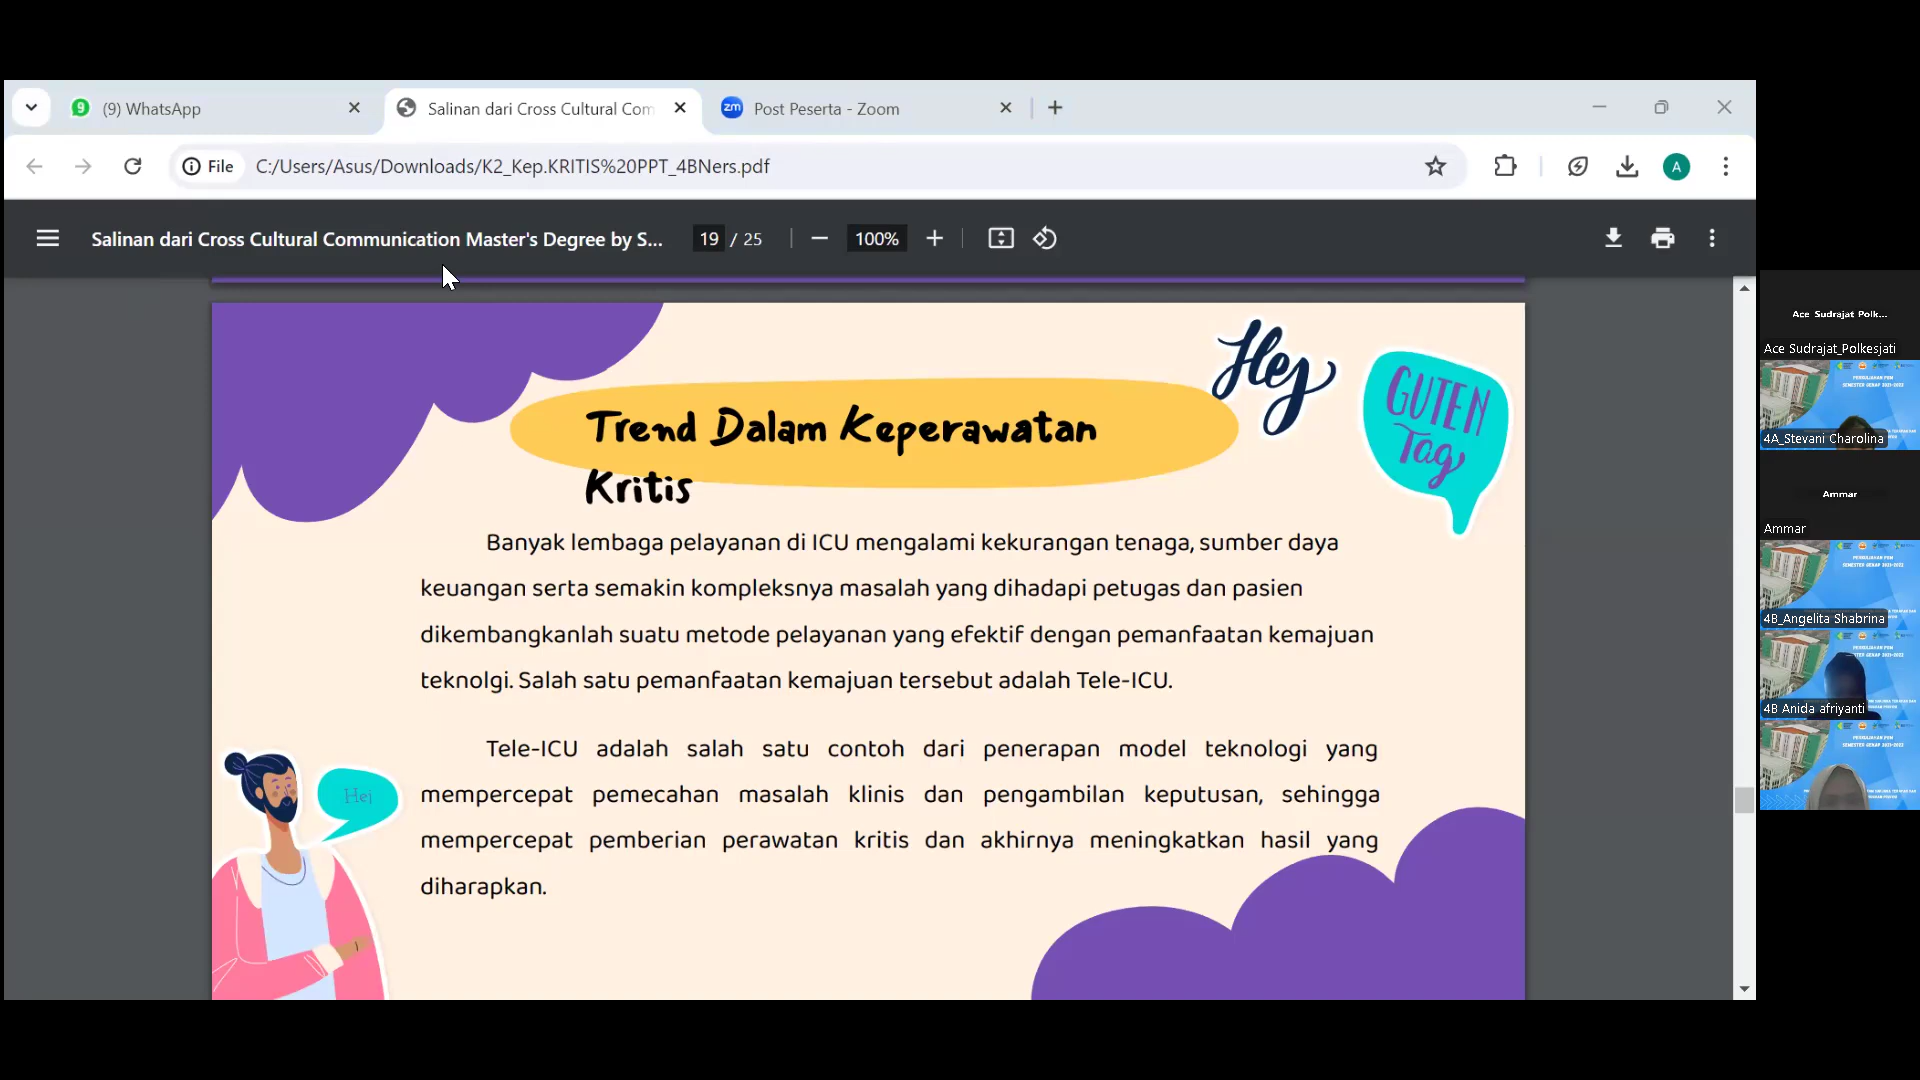 (9) WhatsApp
Salinan dari Cross Cultural Com
Post Peserta - Zoom
File
C:/Users/Asus/Downloads/K2_Kep.KRITIS%20PPT_4BNers.pdf
A
Salinan dari Cross Cultural Communication Master's Degree by S...
19 / 25
100%
Hej
GUTEN
Tag
Trend Dalam Keperawatan
Kritis
Banyak lembaga pelayanan di ICU mengalami kekurangan tenaga, sumber daya
keuangan serta semakin kompleksnya masalah yang dihadapi petugas dan pasien
dikembangkanlah suatu metode pelayanan yang efektif dengan pemanfaatan kemajuan
teknolgi. Salah satu pemanfaatan kemajuan tersebut adalah Tele-ICU.
Tele-ICU adalah salah satu contoh dari penerapan model teknologi yang
mempercepat pemecahan masalah klinis dan pengambilan keputusan, sehingga
mempercepat pemberian perawatan kritis dan akhirnya meningkatkan hasil yang
diharapkan.
Hei
Ace Sudrajat Polk...
Ace Sudrajat_Polkesjati
4A_Stevani Charolina
Ammar
Ammar
4B_Angelita Shabrina
4B Anida afriyanti